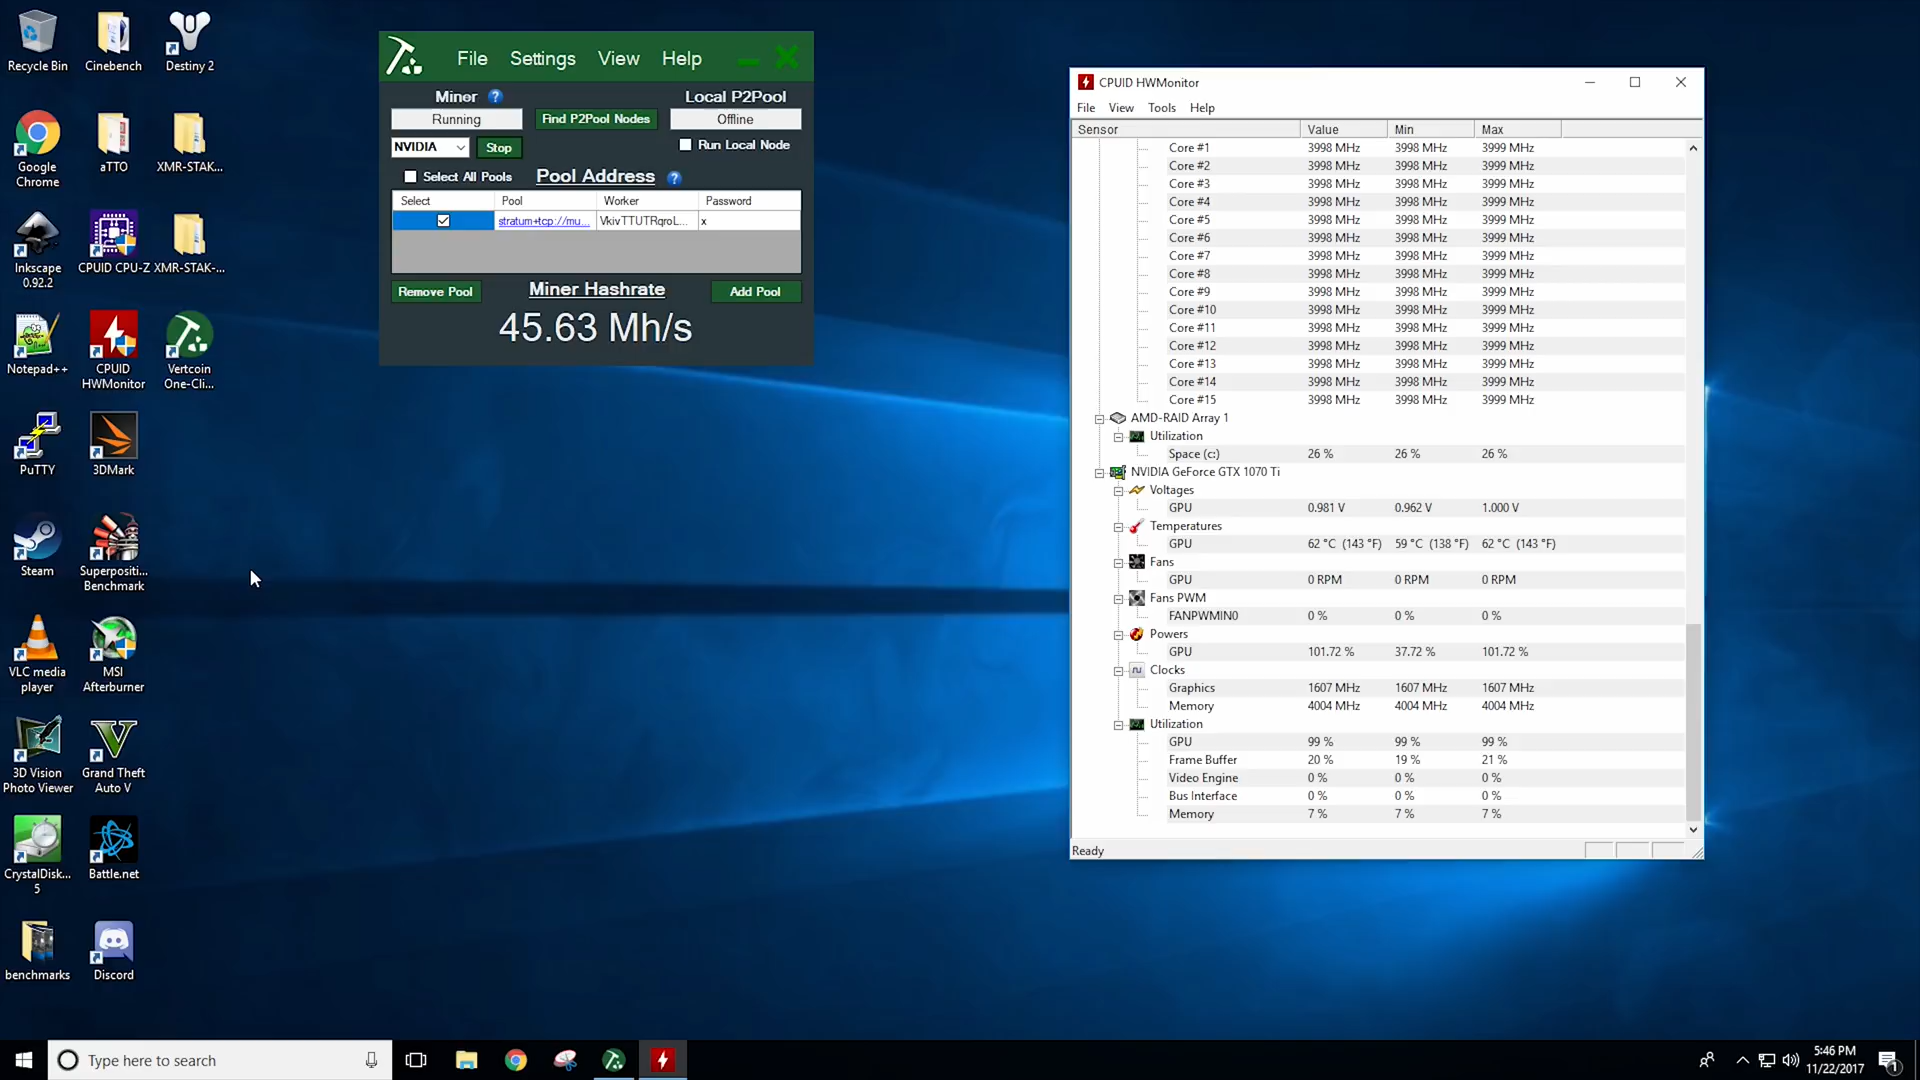 Recycle Bin
Cinebench
Destiny 2
Google
Chrome
aTTO
XMR-STAK...
Inkscape
0.92.2
CPUID CPU-Z
XMR-STAK-...
Notepad++
CPUID
HWMonitor
Vertcoin
One-Cli...
PuTTY
3DMark
Steam
Superpositi...
Benchmark
VLC media
player
MSI
Afterburner
3D Vision
Photo Viewer
Grand Theft
Auto V
CrystalDisk...
5
Battle.net
benchmarks
Discord
File Settings View Help
Miner ? Local P2Pool
Running Find P2Pool Nodes Offline
NVIDIA Stop Run Local Node
Select All Pools Pool Address ?
Select Pool Worker Password
stratum+tcp://mu... VkivTTUTRqroL... x
Remove Pool Miner Hashrate Add Pool
45.63 Mh/s
CPUID HWMonitor
File View Tools Help
Sensor Value Min Max
Core #1 3998 MHz 3998 MHz 3999 MHz
Core #2 3998 MHz 3998 MHz 3999 MHz
Core #3 3998 MHz 3998 MHz 3999 MHz
Core #4 3998 MHz 3998 MHz 3999 MHz
Core #5 3998 MHz 3998 MHz 3999 MHz
Core #6 3998 MHz 3998 MHz 3999 MHz
Core #7 3998 MHz 3998 MHz 3999 MHz
Core #8 3998 MHz 3998 MHz 3999 MHz
Core #9 3998 MHz 3998 MHz 3999 MHz
Core #10 3998 MHz 3998 MHz 3999 MHz
Core #11 3998 MHz 3998 MHz 3999 MHz
Core #12 3998 MHz 3998 MHz 3999 MHz
Core #13 3998 MHz 3998 MHz 3999 MHz
Core #14 3998 MHz 3998 MHz 3999 MHz
Core #15 3998 MHz 3998 MHz 3999 MHz
AMD-RAID Array 1
Utilization
Space (c:) 26 % 26 % 26 %
NVIDIA GeForce GTX 1070 Ti
Voltages
GPU 0.981 V 0.962 V 1.000 V
Temperatures
GPU 62 °C (143 °F) 59 °C (138 °F) 62 °C (143 °F)
Fans
GPU 0 RPM 0 RPM 0 RPM
Fans PWM
FANPWMIN0 0 % 0 % 0 %
Powers
GPU 101.72 % 37.72 % 101.72 %
Clocks
Graphics 1607 MHz 1607 MHz 1607 MHz
Memory 4004 MHz 4004 MHz 4004 MHz
Utilization
GPU 99 % 99 % 99 %
Frame Buffer 20 % 19 % 21 %
Video Engine 0 % 0 % 0 %
Bus Interface 0 % 0 % 0 %
Memory 7 % 7 % 7 %
Ready
Type here to search
5:46 PM
11/22/2017
1